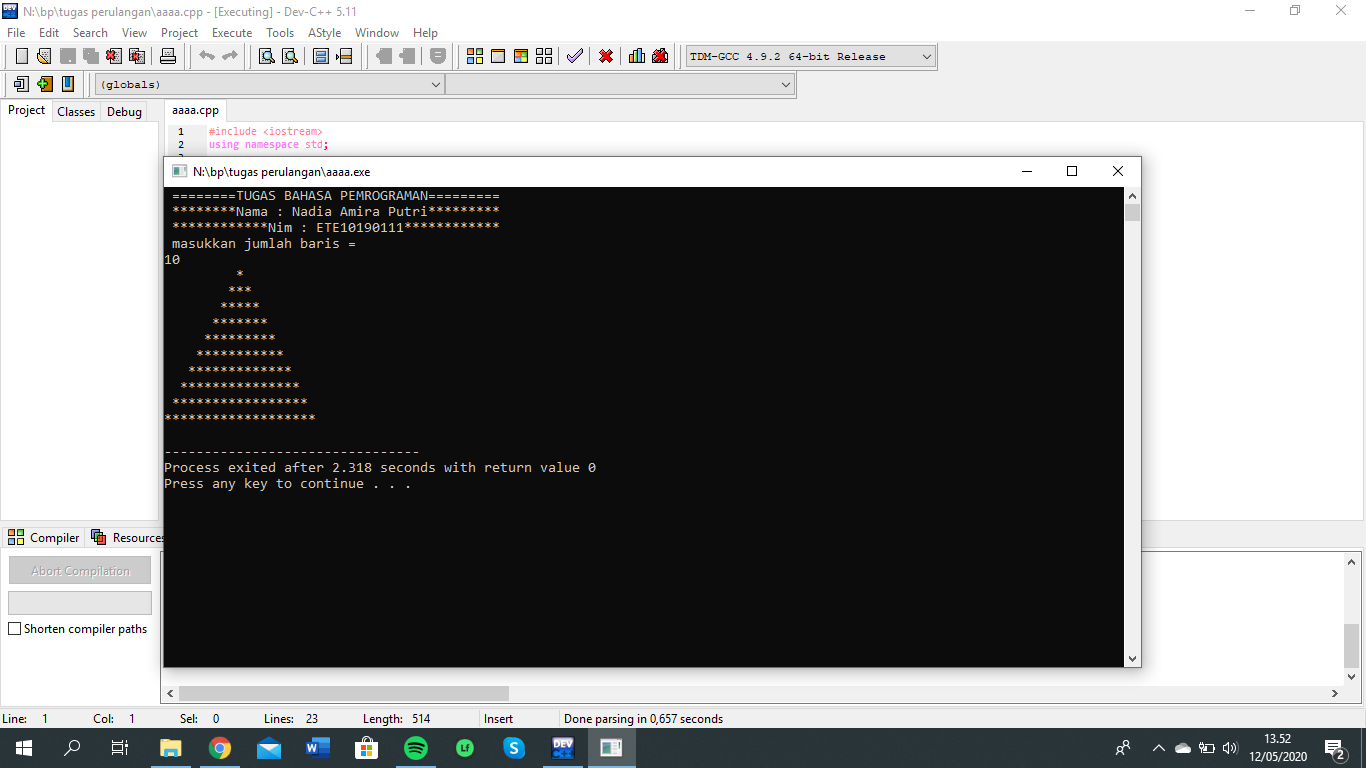 N:\bp\tugas perulangan\aaaa.cpp - [Executing] - Dev-C++ 5.11
File Edit Search View Project Execute Tools AStyle Window Help
TDM-GCC 4.9.2 64-bit Release
(globals)
Project Classes Debug aaaa.cpp
1 #include <iostream>
2 using namespace std;
N:\bp\tugas perulangan\aaaa.exe
========TUGAS BAHASA PEMROGRAMAN=========
********Nama : Nadia Amira Putri*********
************Nim : ETE10190111************
masukkan jumlah baris =
10
         *
        ***
       *****
      *******
     *********
    ***********
   *************
  ***************
 *****************
*******************
--------------------------------
Process exited after 2.318 seconds with return value 0
Press any key to continue . . .
Compiler Resources
Abort Compilation
Shorten compiler paths
Line: 1 Col: 1 Sel: 0 Lines: 23 Length: 514 Insert Done parsing in 0,657 seconds
13.52
12/05/2020
2